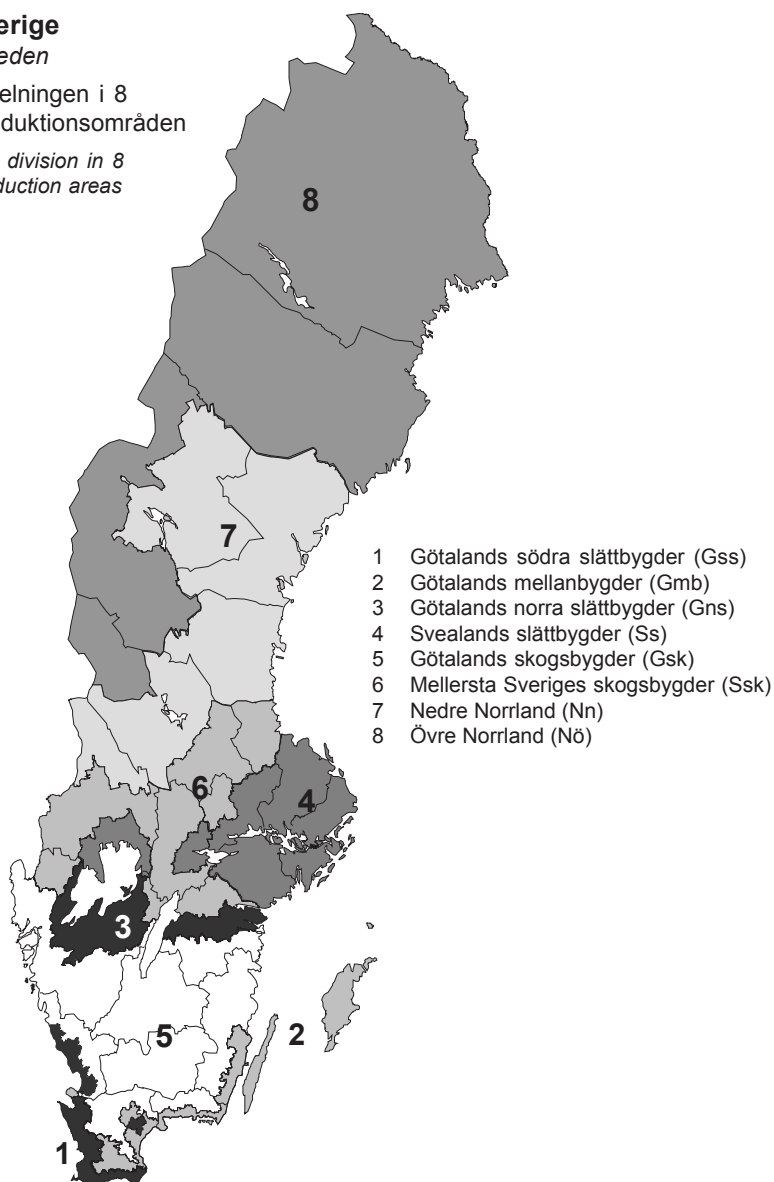 erige
eden
elningen i 8
duktionsområden
division in 8
duction areas
8
7
6
4
3
2
5
1
1 Götalands södra slättbygder (Gss)
2 Götalands mellanbygder (Gmb)
3 Götalands norra slättbygder (Gns)
4 Svealands slättbygder (Ss)
5 Götalands skogsbygder (Gsk)
6 Mellersta Sveriges skogsbygder (Ssk)
7 Nedre Norrland (Nn)
8 Övre Norrland (Nö)